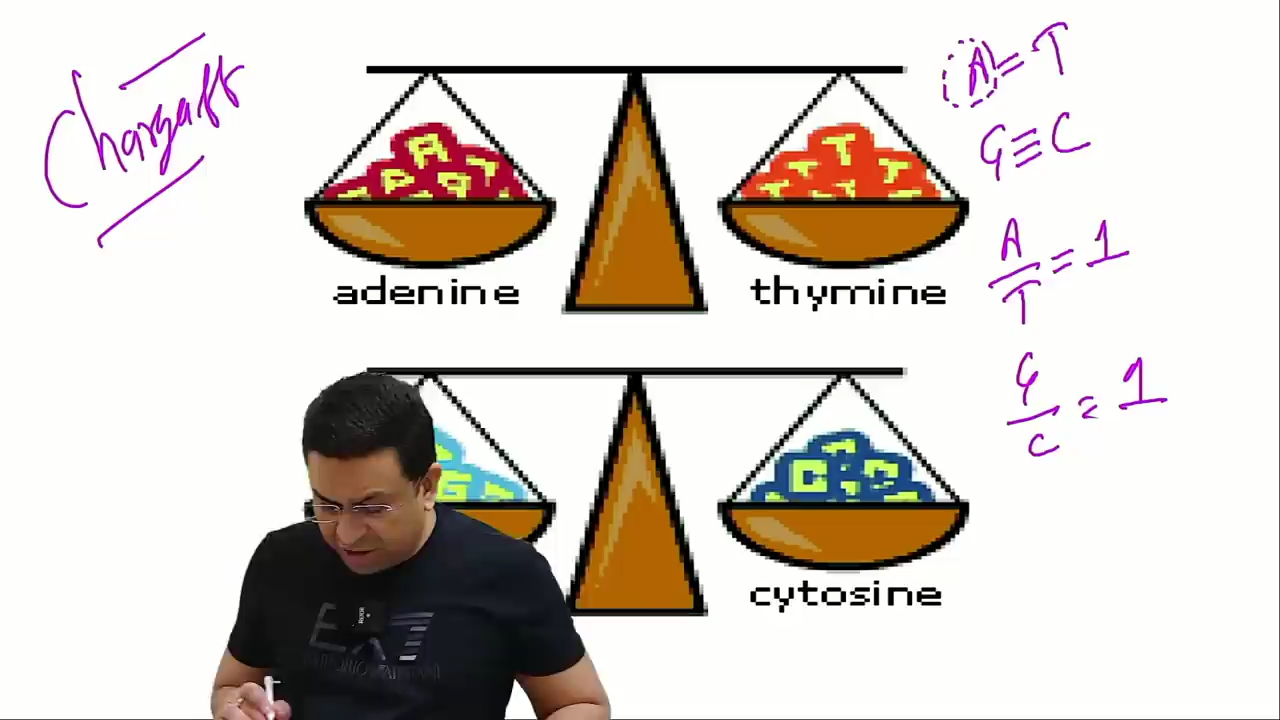 Chargaff
A = T
G ≡ C
A/T = 1
G/C = 1
A A A
T T T T T
adenine
thymine
G
C C
cytosine